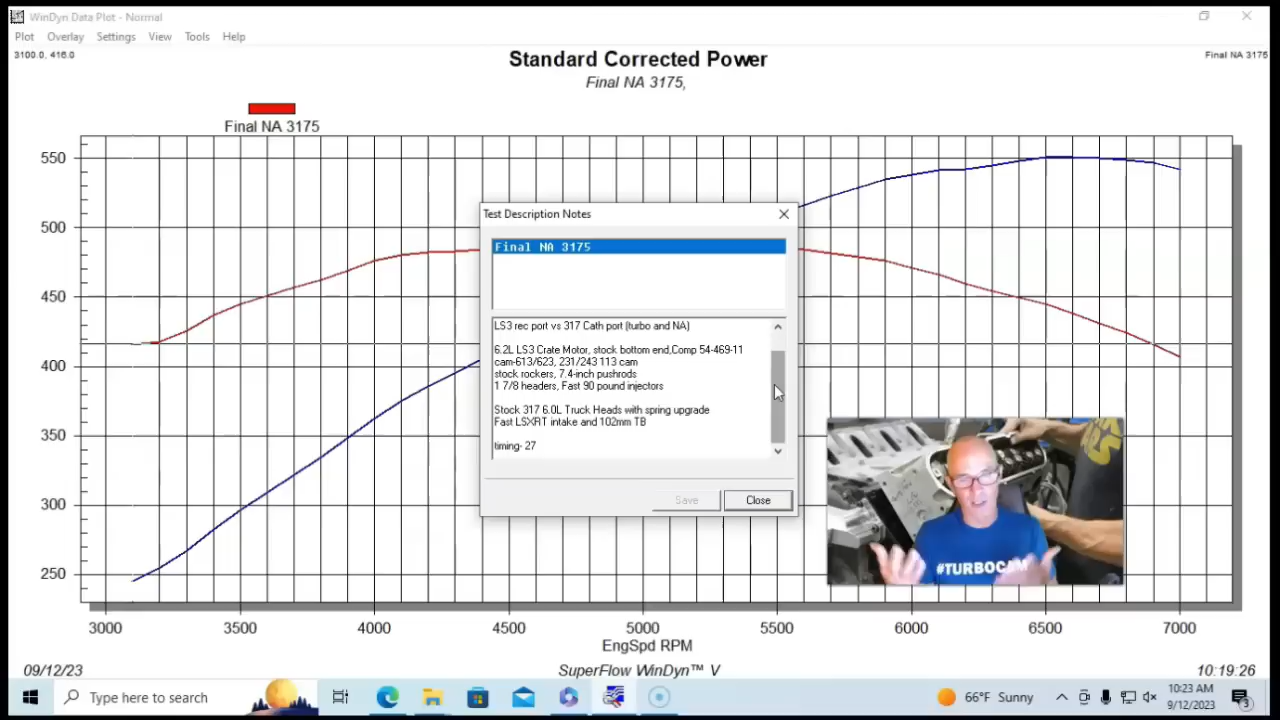 WinDyn Data Plot - Normal
Plot Overlay Settings View Tools Help
3100.0, 416.0
Final NA 3175
Standard Corrected Power
Final NA 3175,
Final NA 3175
550
500
450
400
350
300
250
Test Description Notes
Final NA 3175
LS3 rec port vs 317 Cath port (turbo and NA)
6.2L LS3 Crate Motor, stock bottom end,Comp 54-469-11
cam-613/623, 231/243 113 cam
stock rockers, 7.4-inch pushrods
1 7/8 headers, Fast 90 pound injectors
Stock 317 6.0L Truck Heads with spring upgrade
Fast LSXRT intake and 102mm TB
timing- 27
Save Close
#TURBOCAM
3000 3500 4000 4500 5000 5500 6000 6500 7000
EngSpd RPM
09/12/23
SuperFlow WinDyn™ V
10:19:26
Type here to search
66°F Sunny
10:23 AM
9/12/2023
3